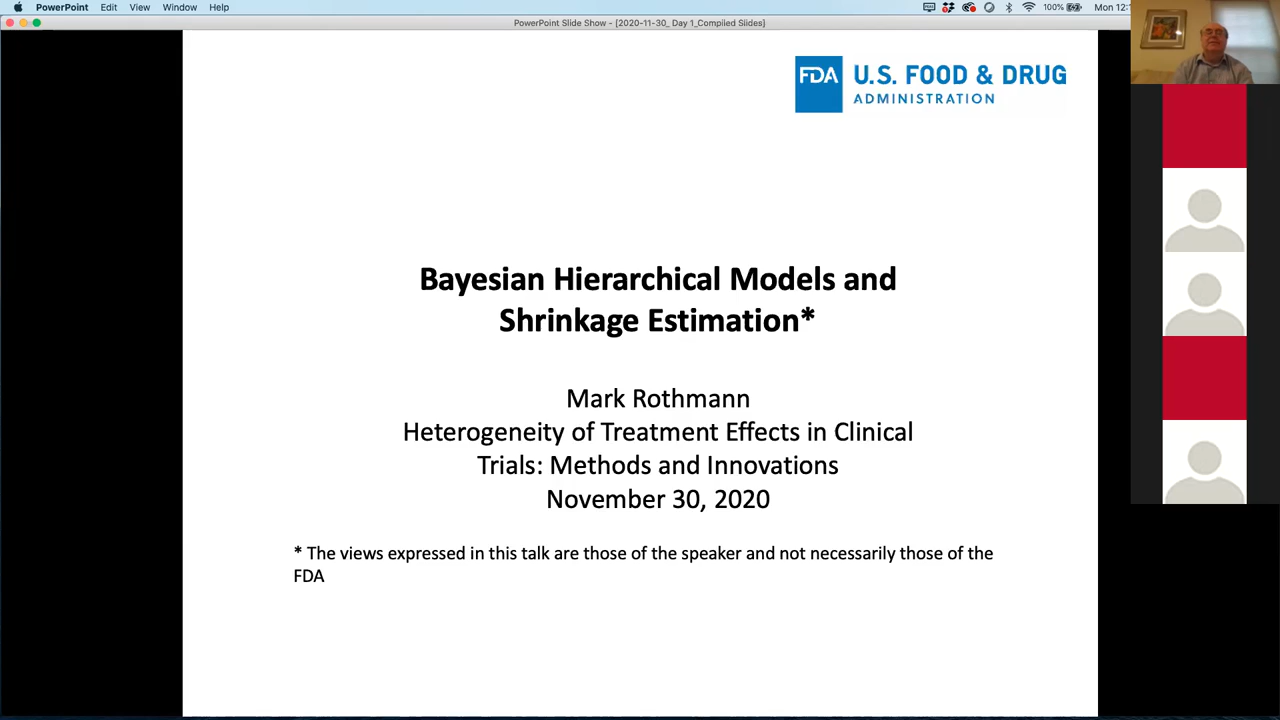 PowerPoint Edit View Window Help 100% Mon 12:
PowerPoint Slide Show - [2020-11-30_ Day 1_Compiled Slides]
FDA U.S. FOOD & DRUG
ADMINISTRATION
Bayesian Hierarchical Models and
Shrinkage Estimation*
Mark Rothmann
Heterogeneity of Treatment Effects in Clinical
Trials: Methods and Innovations
November 30, 2020
* The views expressed in this talk are those of the speaker and not necessarily those of the
FDA